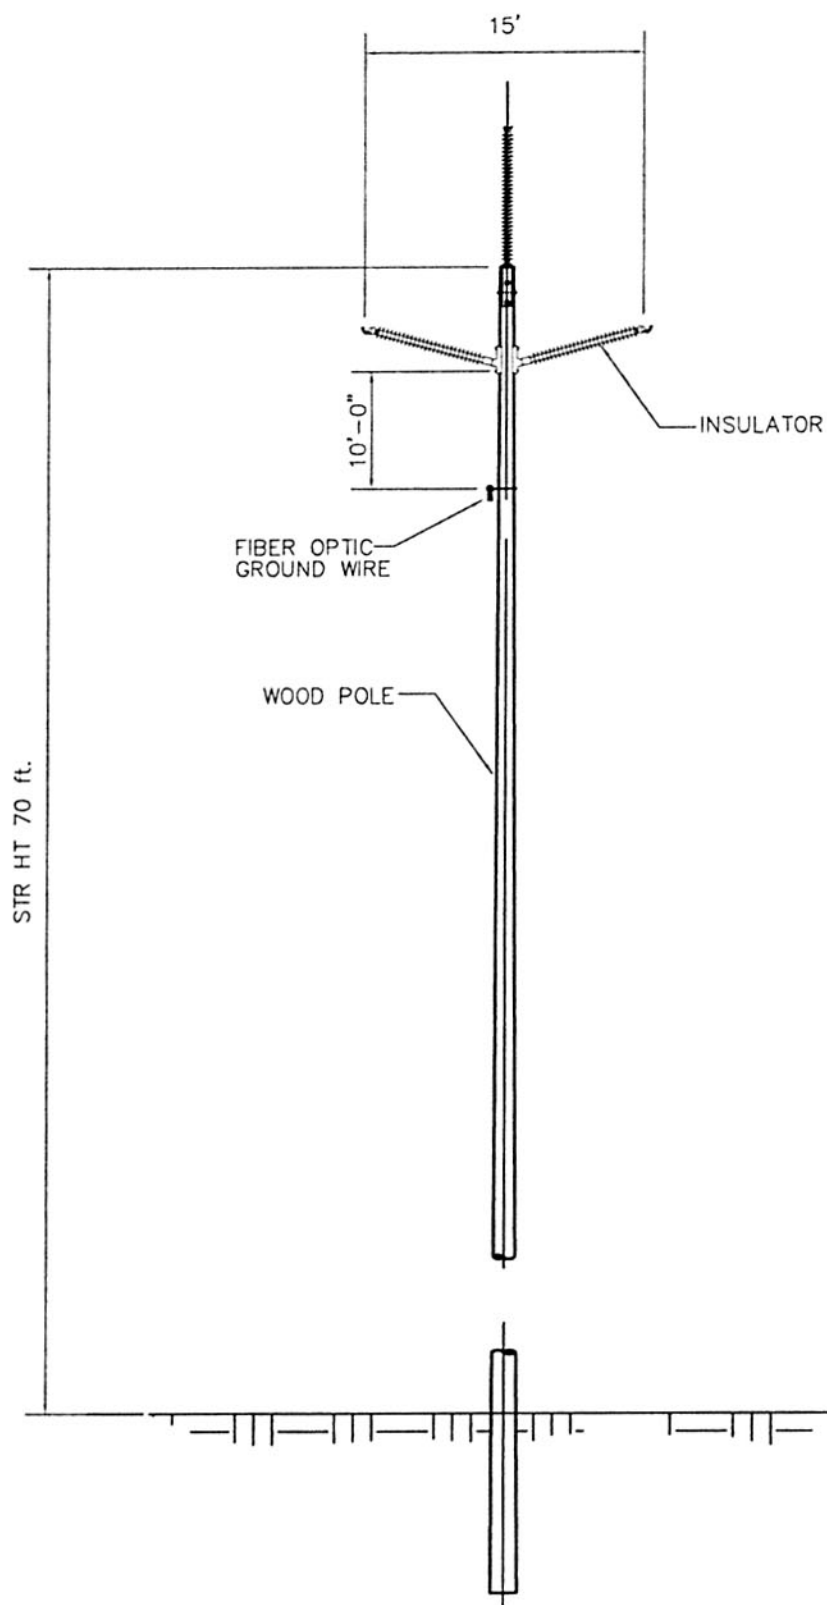 15'
INSULATOR
10'-0"
FIBER OPTIC
GROUND WIRE
WOOD POLE
STR HT 70 ft.